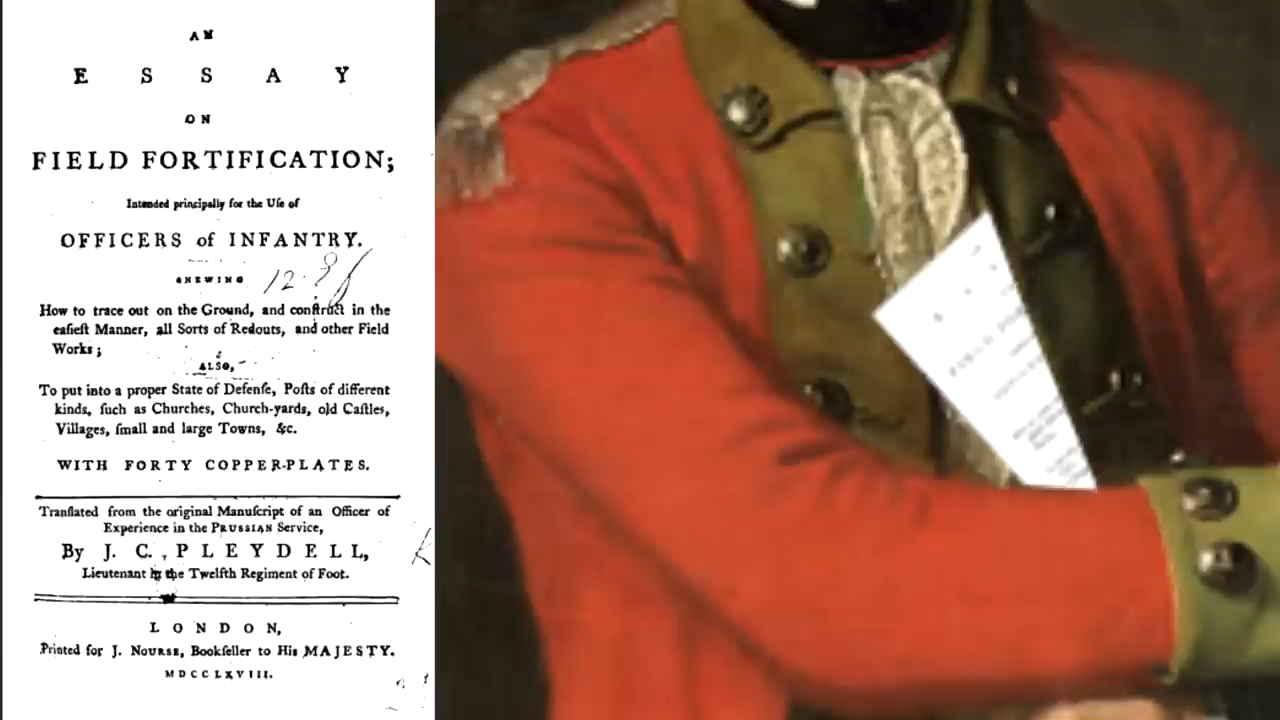 AN
ESSAY
ON
FIELD FORTIFICATION;
Intended principally for the Uſe of
OFFICERS of INFANTRY.
SHEWING
12.
How to trace out on the Ground, and conſtruct in the
eaſieſt Manner, all Sorts of Redouts, and other Field
Works;
ALSO,
To put into a proper State of Defenſe, Poſts of different
kinds, ſuch as Churches, Church-yards, old Caſtles,
Villages, ſmall and large Towns, &c.
WITH FORTY COPPER-PLATES.
Tranſlated from the original Manuſcript of an Officer of
Experience in the PRUSSIAN Service,
By J. C. PLEYDELL,
Lieutenant in the Twelfth Regiment of Foot.
LONDON,
Printed for J. NOURSE, Bookſeller to His MAJESTY.
MDCCLXVIII.